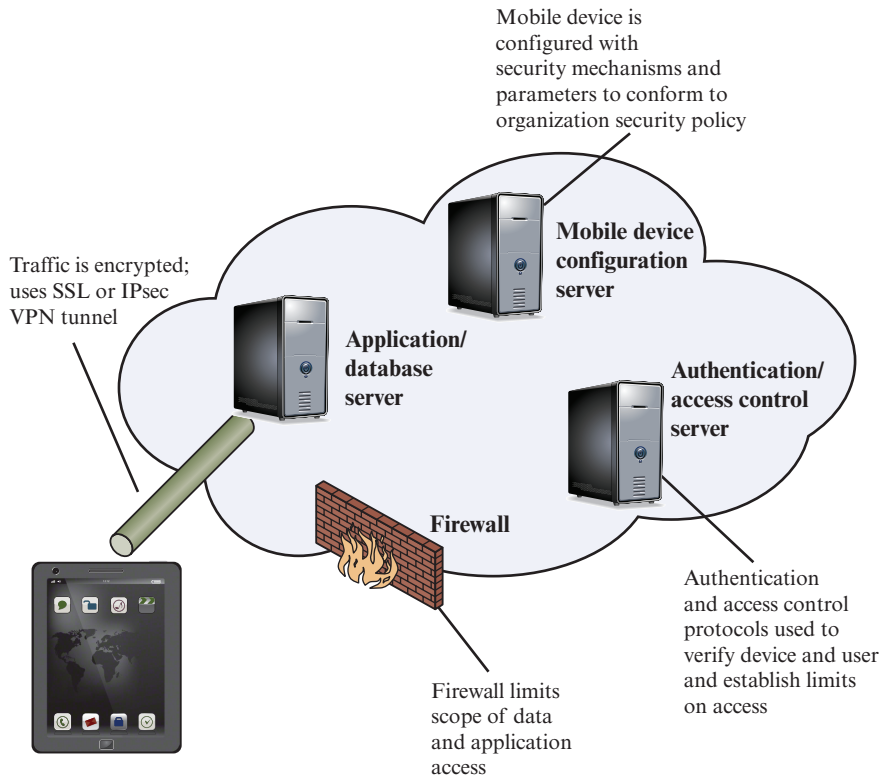 Mobile device is
configured with
security mechanisms and
parameters to conform to
organization security policy
Mobile device
configuration
server
Traffic is encrypted;
uses SSL or IPsec
VPN tunnel
Application/
database
server
Authentication/
access control
server
Firewall
Authentication
and access control
protocols used to
verify device and user
and establish limits
on access
Firewall limits
scope of data
and application
access